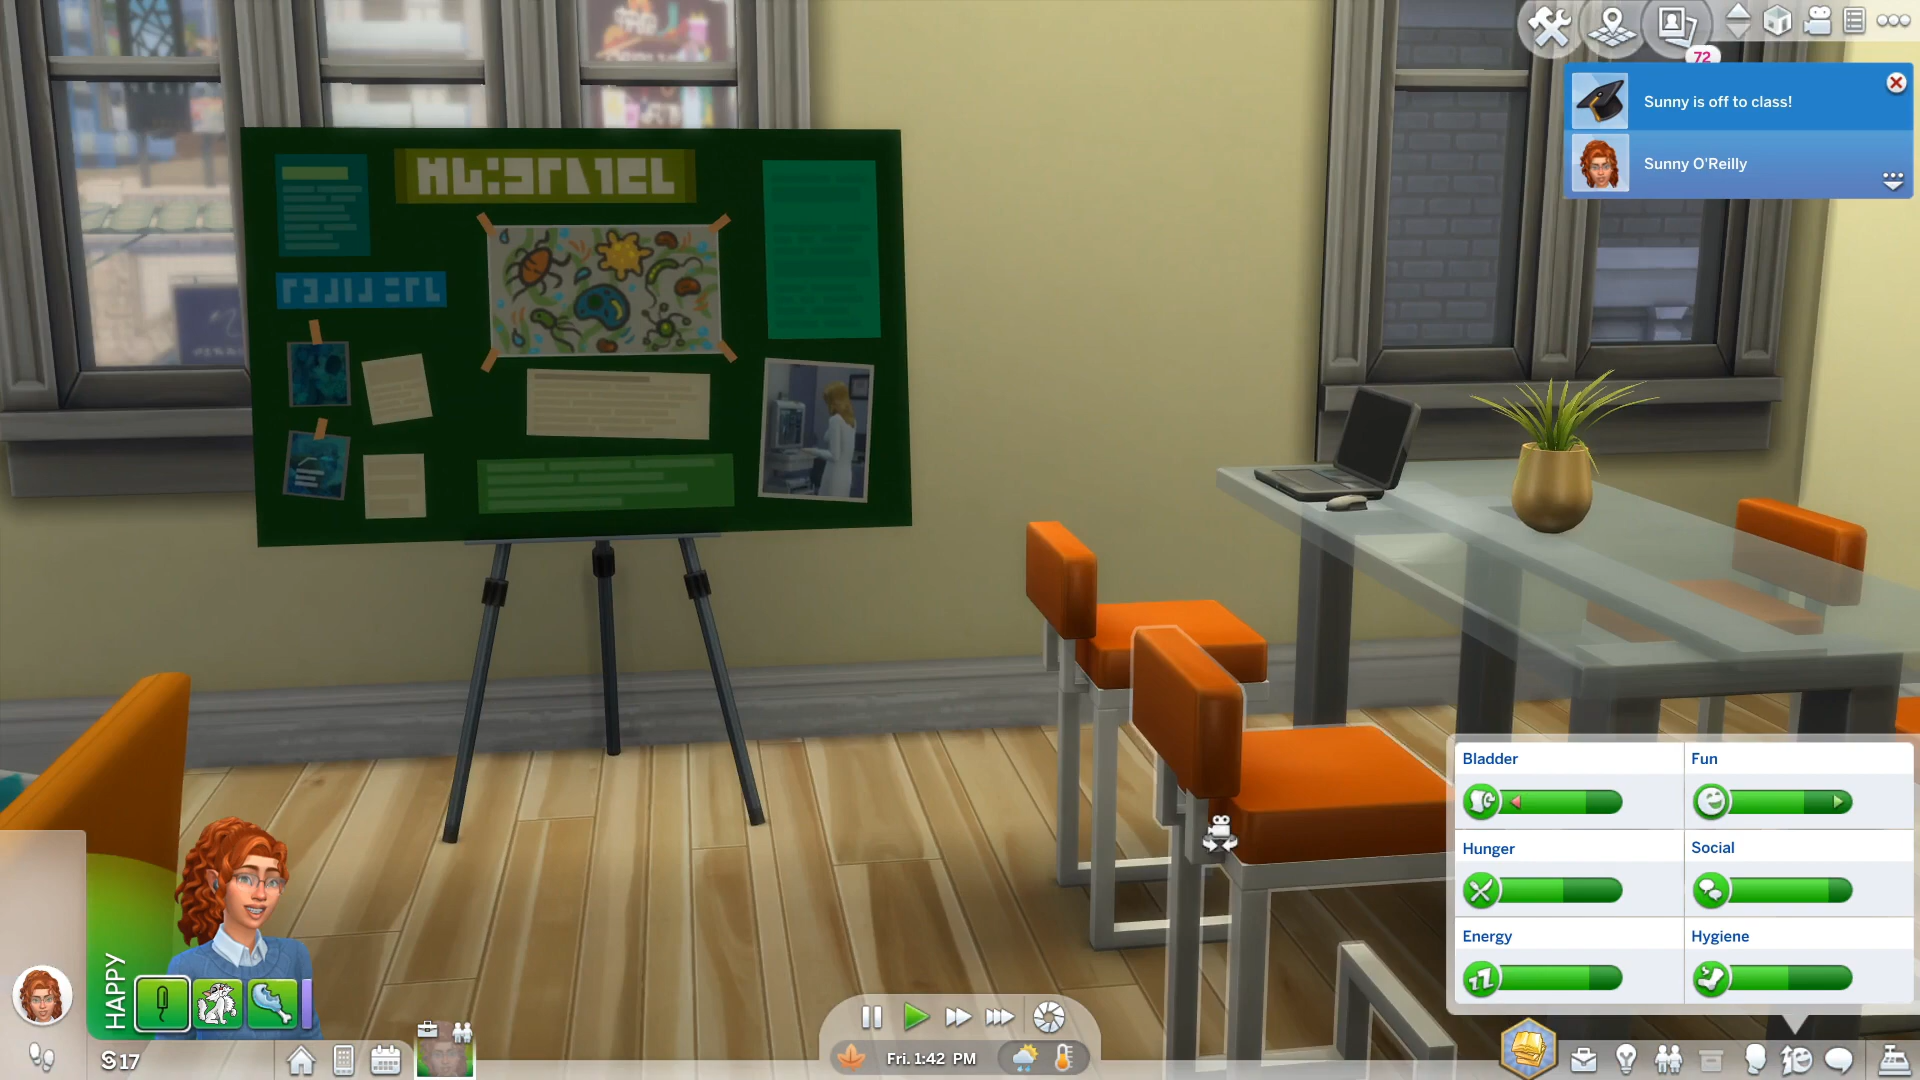 72
Sunny is off to class!
Sunny O'Reilly
Bladder
Fun
Hunger
Social
Energy
Hygiene
HAPPY
§17
Fri. 1:42 PM